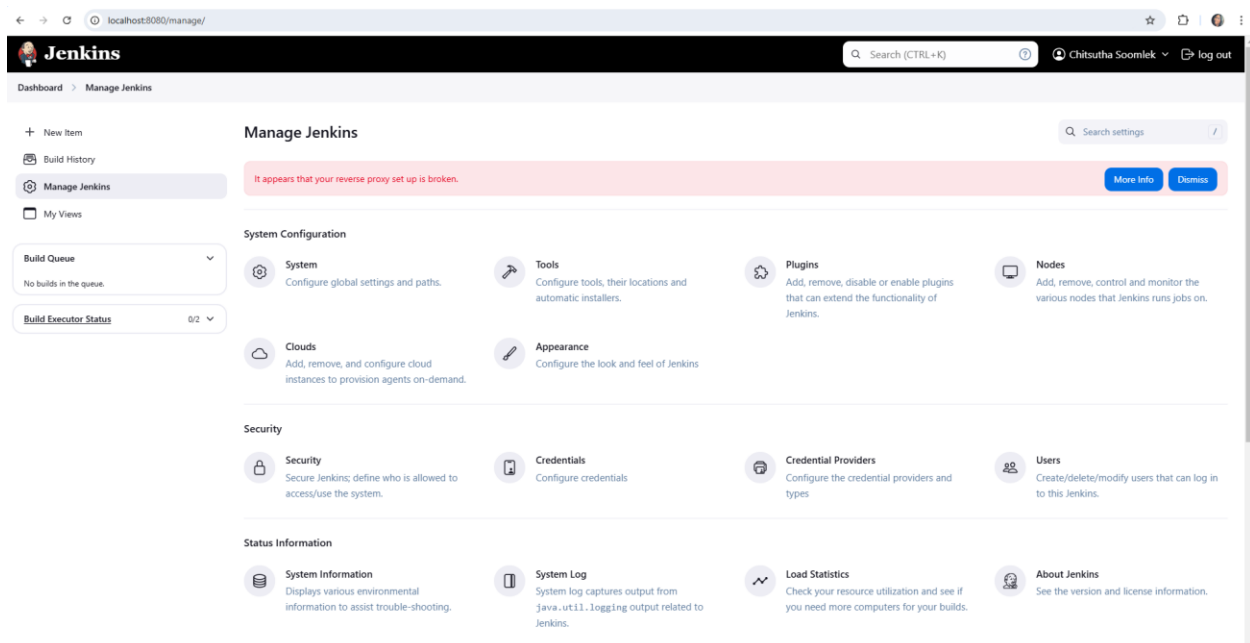 localhost:8080/manage/
Jenkins
Search (CTRL+K)
?
Chitsutha Soomlek
log out
Dashboard > Manage Jenkins
New Item
Build History
Manage Jenkins
My Views
Build Queue
No builds in the queue.
Build Executor Status 0/2
Manage Jenkins
Search settings /
It appears that your reverse proxy set up is broken.
More Info
Dismiss
System Configuration
System
Configure global settings and paths.
Tools
Configure tools, their locations and
automatic installers.
Plugins
Add, remove, disable or enable plugins
that can extend the functionality of
Jenkins.
Nodes
Add, remove, control and monitor the
various nodes that Jenkins runs jobs on.
Clouds
Add, remove, and configure cloud
instances to provision agents on-demand.
Appearance
Configure the look and feel of Jenkins
Security
Security
Secure Jenkins; define who is allowed to
access/use the system.
Credentials
Configure credentials
Credential Providers
Configure the credential providers and
types
Users
Create/delete/modify users that can log in
to this Jenkins.
Status Information
System Information
Displays various environmental
information to assist trouble-shooting.
System Log
System log captures output from
java.util.logging output related to
Jenkins.
Load Statistics
Check your resource utilization and see if
you need more computers for your builds.
About Jenkins
See the version and license information.